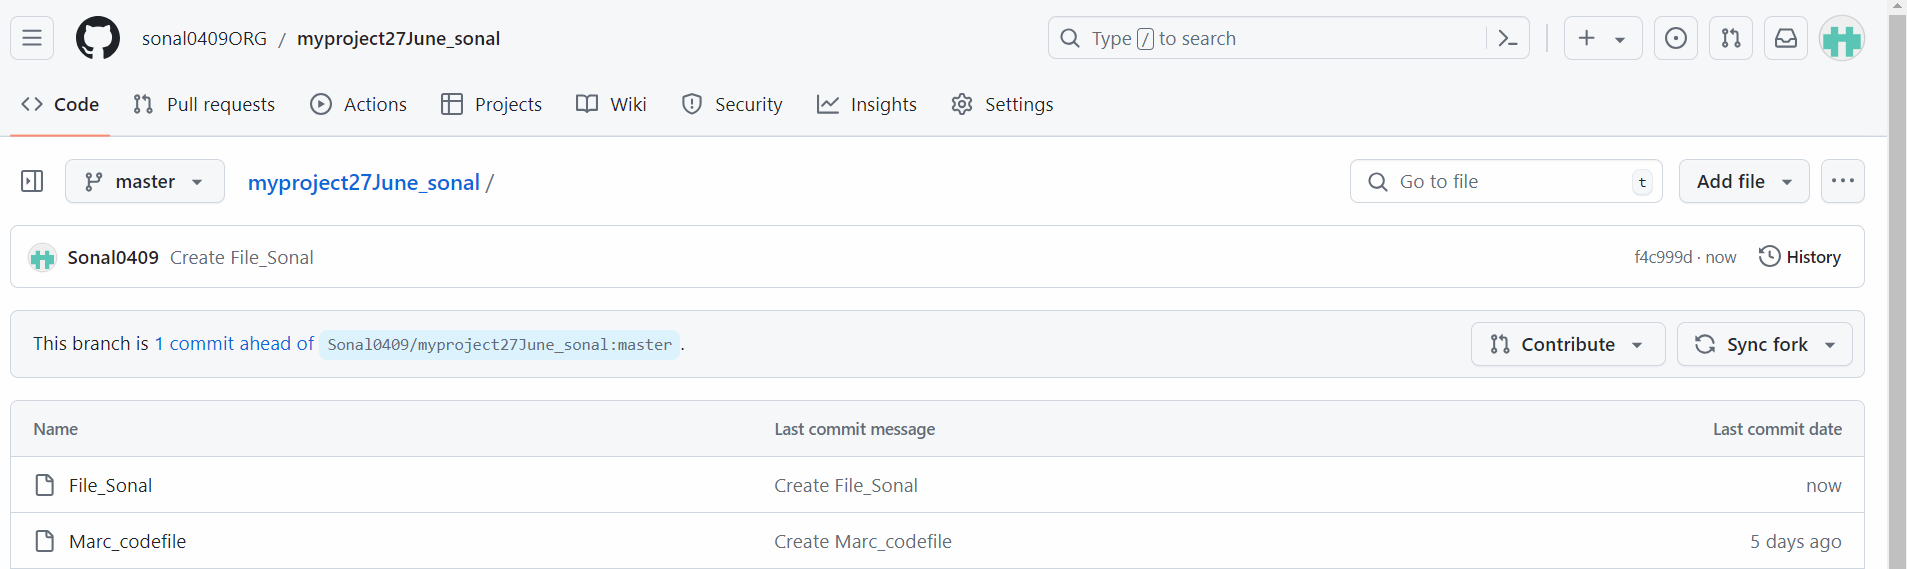 sonal0409ORG / myproject27June_sonal Type / to search
Code Pull requests Actions Projects Wiki Security Insights Settings
master myproject27June_sonal / Go to file t Add file ...
Sonal0409 Create File_Sonal f4c999d · now History
This branch is 1 commit ahead of Sonal0409/myproject27June_sonal:master . Contribute Sync fork
Name Last commit message Last commit date
File_Sonal Create File_Sonal now
Marc_codefile Create Marc_codefile 5 days ago